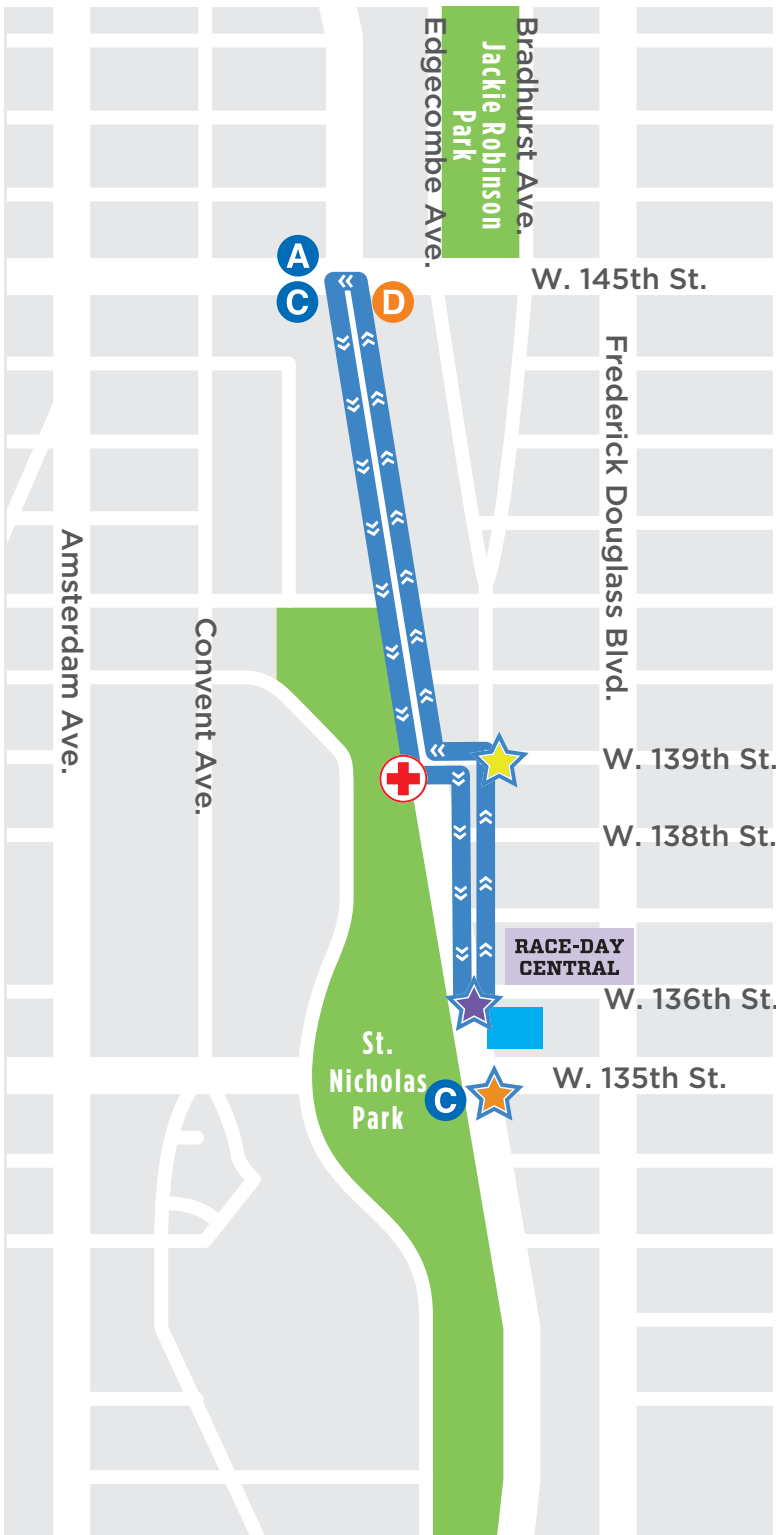 Edgecombe Ave.
Jackie Robinson
Park
Bradhurst Ave.
A
C
D
W. 145th St.
Frederick Douglass Blvd.
Amsterdam Ave.
Convent Ave.
W. 139th St.
W. 138th St.
RACE-DAY
CENTRAL
W. 136th St.
St.
Nicholas
Park
C
W. 135th St.